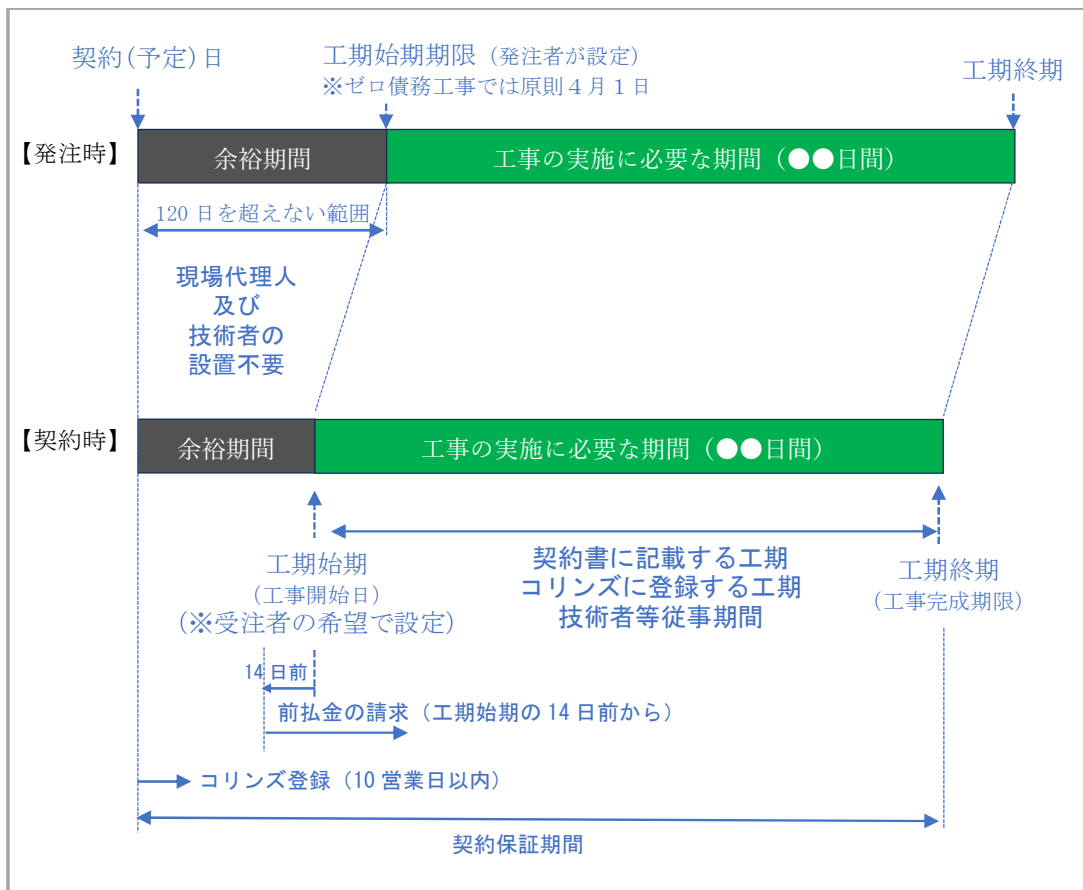 契約(予定)日
工期始期期限（発注者が設定）
※ゼロ債務工事では原則４月１日
工期終期
【発注時】
余裕期間
工事の実施に必要な期間（●●日間）
120 日を超えない範囲
現場代理人
及び
技術者の
設置不要
【契約時】
余裕期間
工事の実施に必要な期間（●●日間）
工期始期
(工事開始日)
(※受注者の希望で設定)
契約書に記載する工期
コリンズに登録する工期
技術者等従事期間
工期終期
(工事完成期限)
14 日前
前払金の請求（工期始期の 14 日前から）
コリンズ登録（10 営業日以内）
契約保証期間